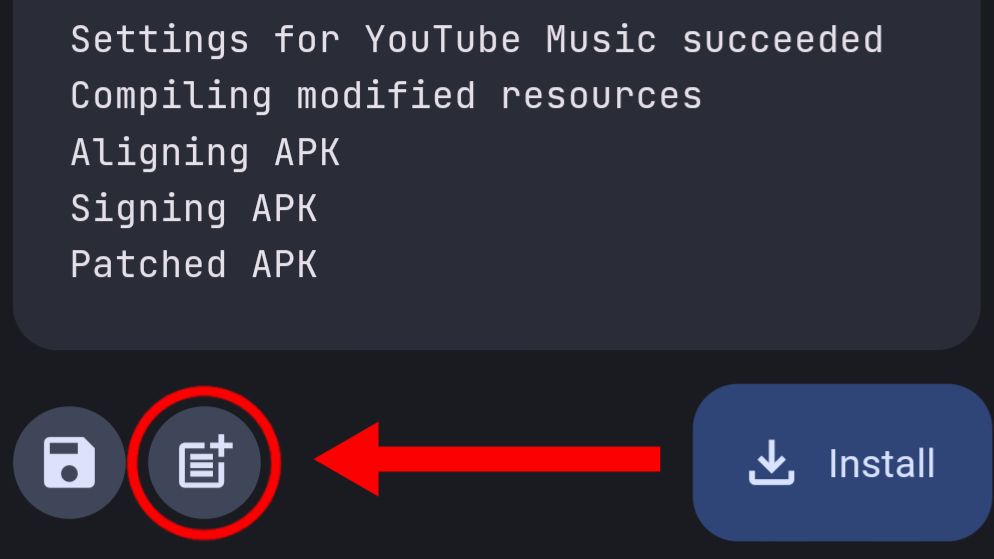 Settings for YouTube Music succeeded
Compiling modified resources
Aligning APK
Signing APK
Patched APK
Install